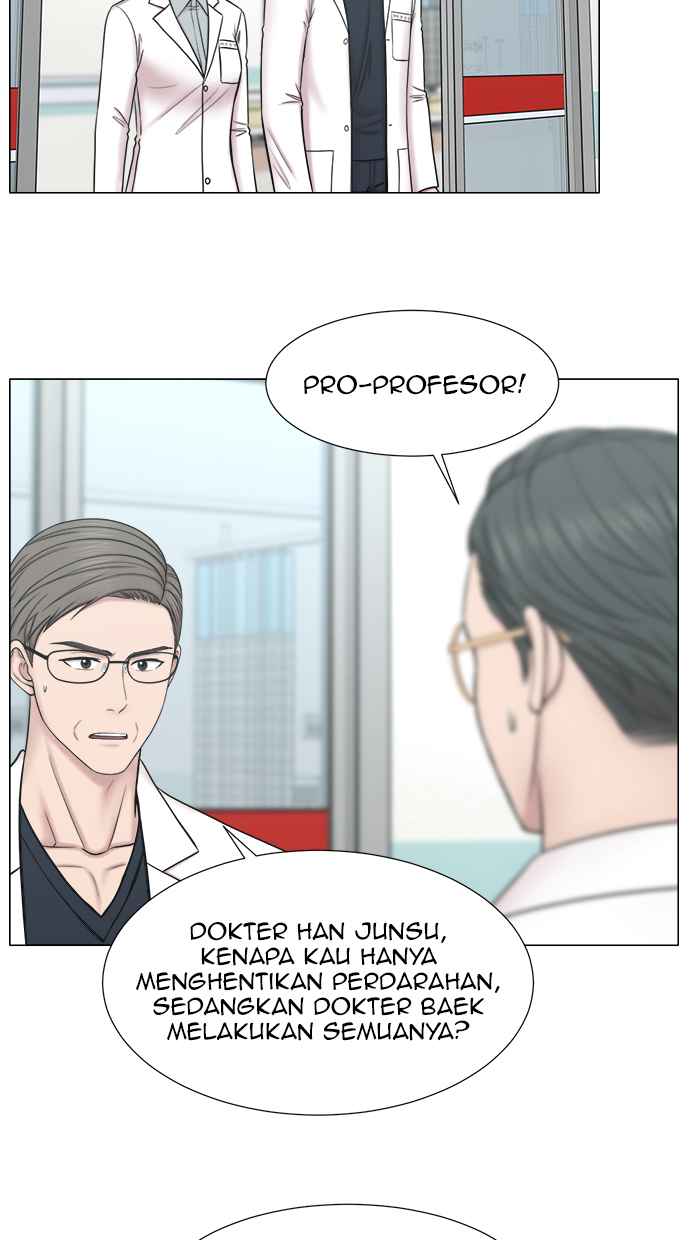 PRO-PROFESOR!
DOKTER HAN JUNSU,
KENAPA KAU HANYA
MENGHENTIKAN PERDARAHAN,
SEDANGKAN DOKTER BAEK
MELAKUKAN SEMUANYA?